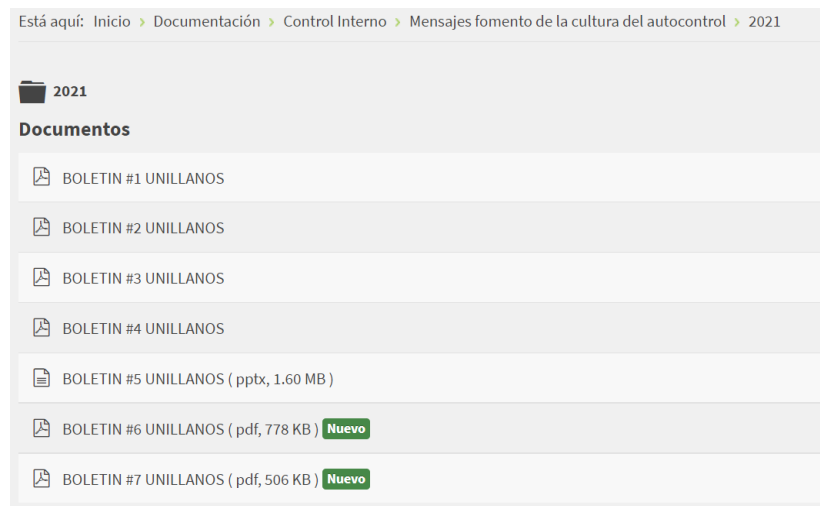 Está aquí: Inicio › Documentación › Control Interno › Mensajes fomento de la cultura del autocontrol › 2021
2021
Documentos
BOLETIN #1 UNILLANOS
BOLETIN #2 UNILLANOS
BOLETIN #3 UNILLANOS
BOLETIN #4 UNILLANOS
BOLETIN #5 UNILLANOS ( pptx, 1.60 MB )
BOLETIN #6 UNILLANOS ( pdf, 778 KB ) Nuevo
BOLETIN #7 UNILLANOS ( pdf, 506 KB ) Nuevo